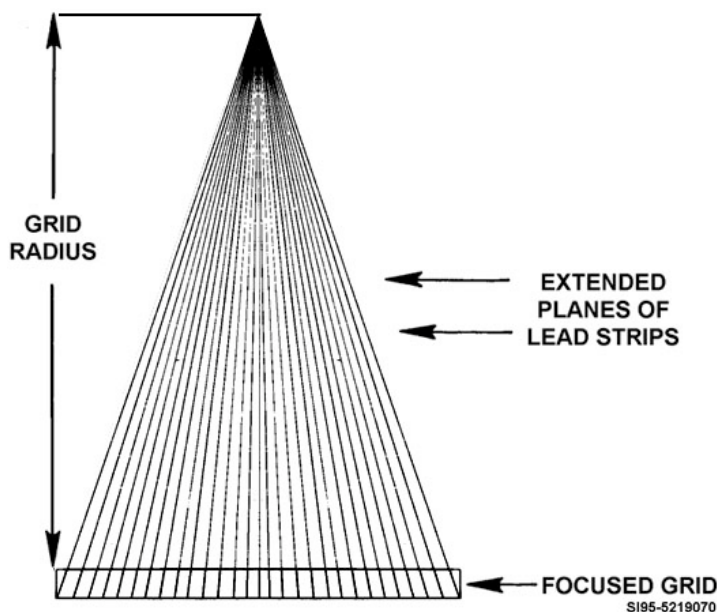 GRID
RADIUS
EXTENDED
PLANES OF
LEAD STRIPS
FOCUSED GRID
SI95-5219070